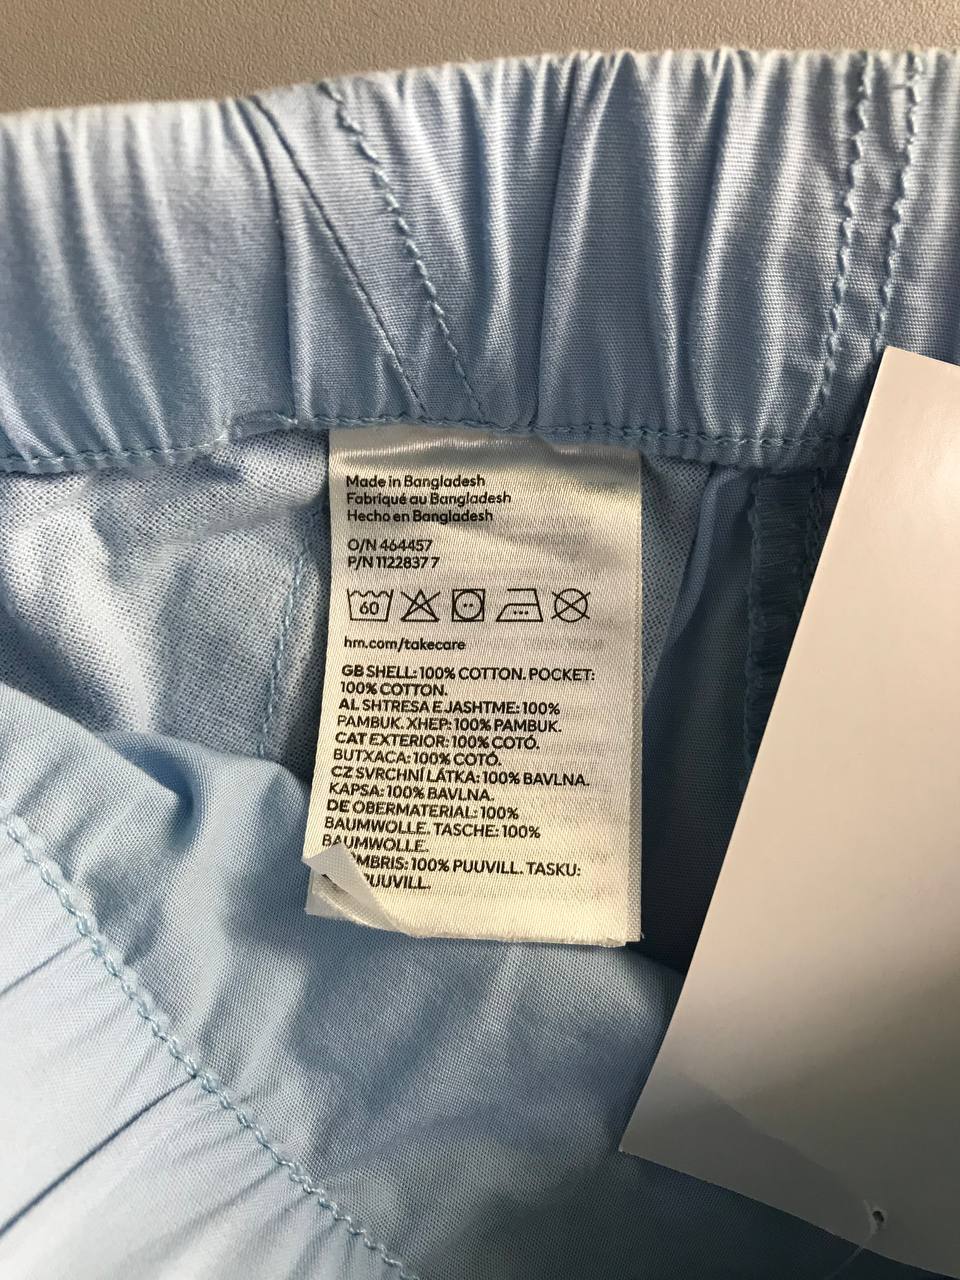 Made in Bangladesh
Fabriqué au Bangladesh
Hecho en Bangladesh
O/N 464457
P/N 11228377
60
hm.com/takecare
GB SHELL: 100% COTTON. POCKET:
100% COTTON.
AL SHTRESA E JASHTME: 100%
PAMBUK. XHEP: 100% PAMBUK.
CAT EXTERIOR: 100% COTÓ.
BUTXACA: 100% COTÓ.
CZ SVRCHNÍ LÁTKA: 100% BAVLNA.
KAPSA: 100% BAVLNA.
DE OBERMATERIAL: 100%
BAUMWOLLE. TASCHE: 100%
BAUMWOLLE.
MBRIS: 100% PUUVILL. TASKU:
PUUVILL.